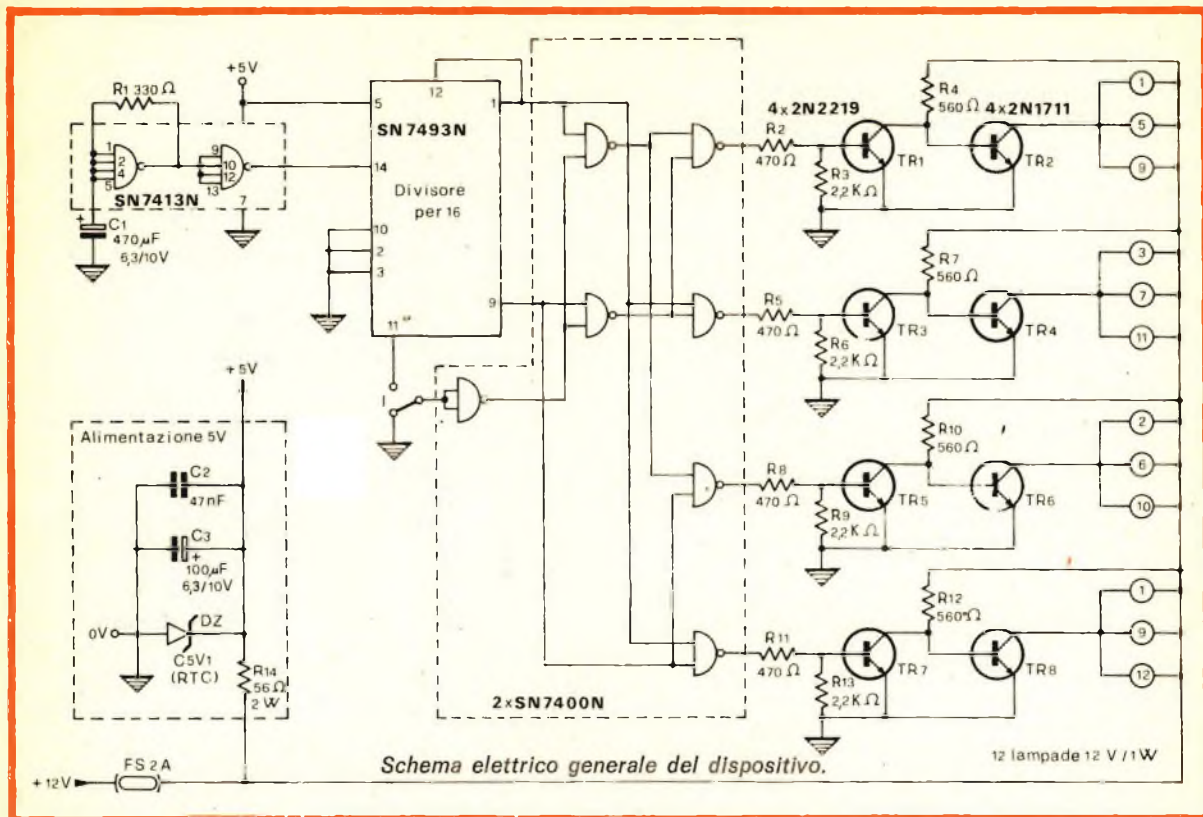 +5V
R1 330 Ω
1
2
4
5
9
10
12
13
7
SN7413N
+
C1
470 µF
6,3/10V
12
5
1
SN7493N
14
Divisore
per 16
10
2
3
9
11
I
4x2N2219
4x2N1711
R2
470 Ω
R3
2,2 KΩ
TR1
R4
560 Ω
TR2
1
5
9
R5
470 Ω
R6
2,2 KΩ
TR3
R7
560 Ω
TR4
3
7
11
R8
470 Ω
R9
2,2 KΩ
TR5
R10
560 Ω
TR6
2
6
10
R11
470 Ω
R13
2,2 KΩ
TR7
R12
560 Ω
TR8
1
9
12
2xSN7400N
+5V
Alimentazione 5V
C2
47nF
C3
+
100µF
6,3/10V
0V
DZ
C5V1
(RTC)
R14
56 Ω
2 W
FS 2 A
+12V
Schema elettrico generale del dispositivo.
12 lampade 12 V / 1 W